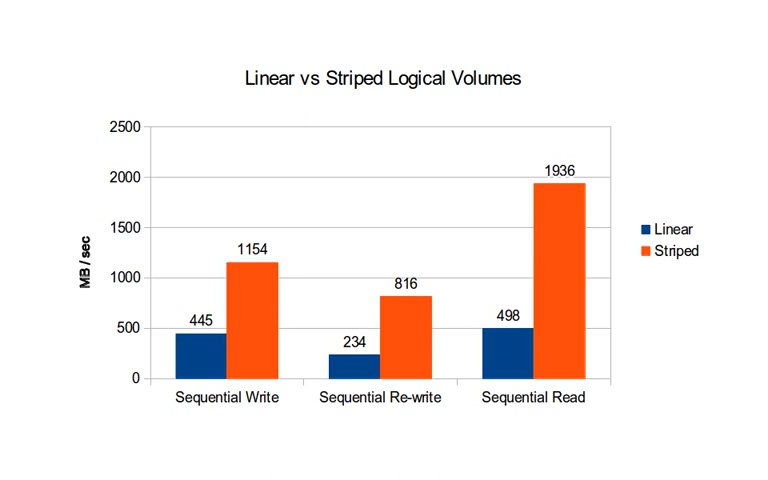 Linear vs Striped Logical Volumes
2500
2000
1500
1000
500
0
MB / sec
445
1154
234
816
498
1936
Sequential Write
Sequential Re-write
Sequential Read
Linear
Striped